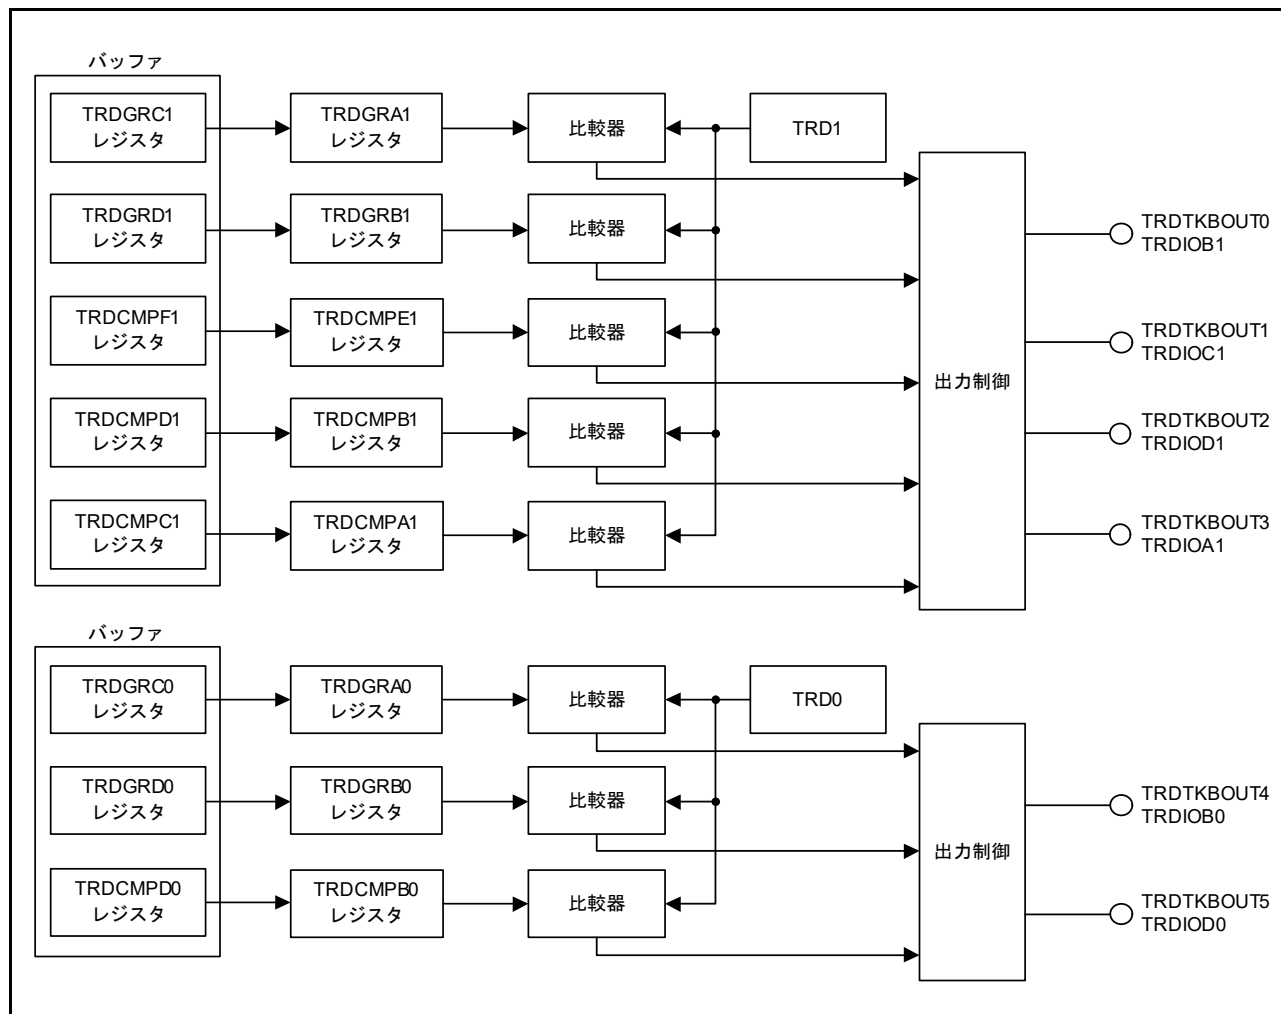 バッファ
TRDGRC1
レジスタ
TRDGRA1
レジスタ
比較器
TRD1
TRDGRD1
レジスタ
TRDGRB1
レジスタ
比較器
TRDTKBOUT0
TRDIOB1
TRDCMPF1
レジスタ
TRDCMPE1
レジスタ
比較器
TRDTKBOUT1
TRDIOC1
出力制御
TRDCMPD1
レジスタ
TRDCMPB1
レジスタ
比較器
TRDTKBOUT2
TRDIOD1
TRDCMPC1
レジスタ
TRDCMPA1
レジスタ
比較器
TRDTKBOUT3
TRDIOA1
バッファ
TRDGRC0
レジスタ
TRDGRA0
レジスタ
比較器
TRD0
TRDGRD0
レジスタ
TRDGRB0
レジスタ
比較器
TRDTKBOUT4
TRDIOB0
出力制御
TRDCMPD0
レジスタ
TRDCMPB0
レジスタ
比較器
TRDTKBOUT5
TRDIOD0